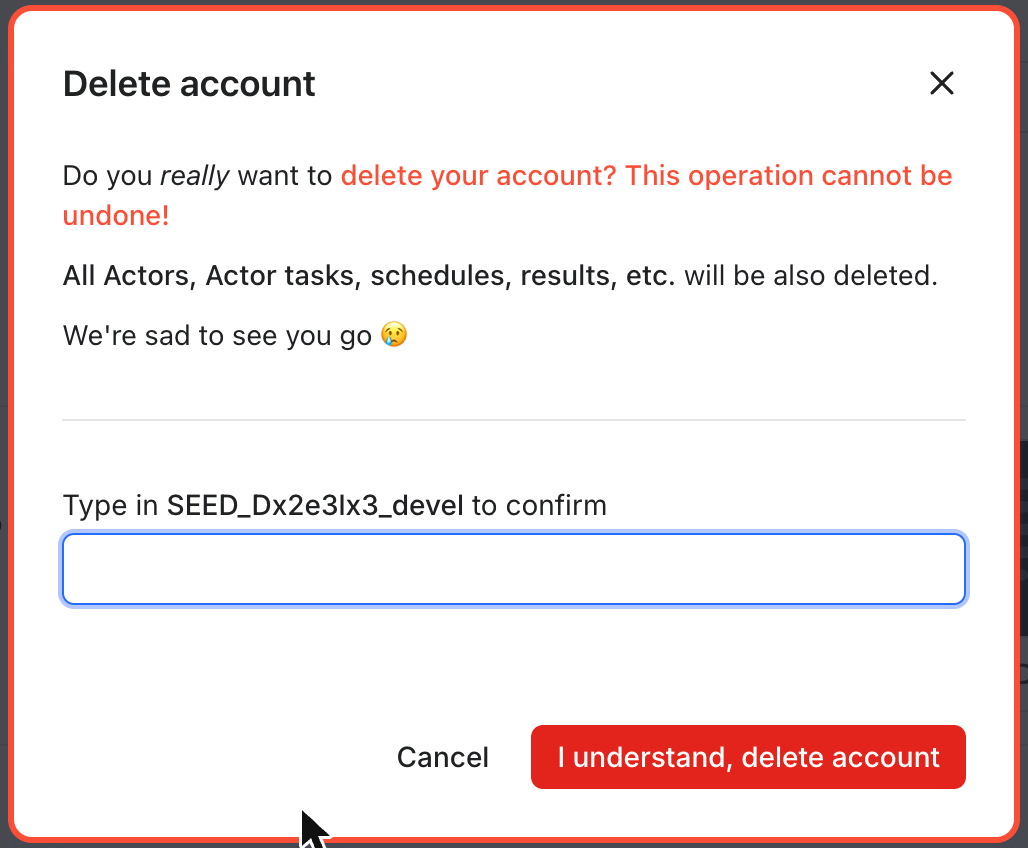 Delete account
Do you really want to delete your account? This operation cannot be
undone!
All Actors, Actor tasks, schedules, results, etc. will be also deleted.
We're sad to see you go 😢
Type in SEED_Dx2e3lx3_devel to confirm
Cancel
I understand, delete account